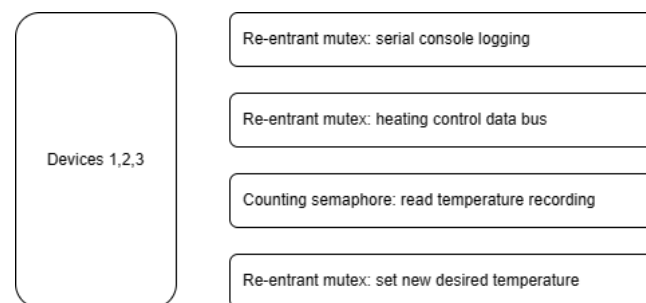 Re-entrant mutex: serial console logging
Re-entrant mutex: heating control data bus
Devices 1,2,3
Counting semaphore: read temperature recording
Re-entrant mutex: set new desired temperature